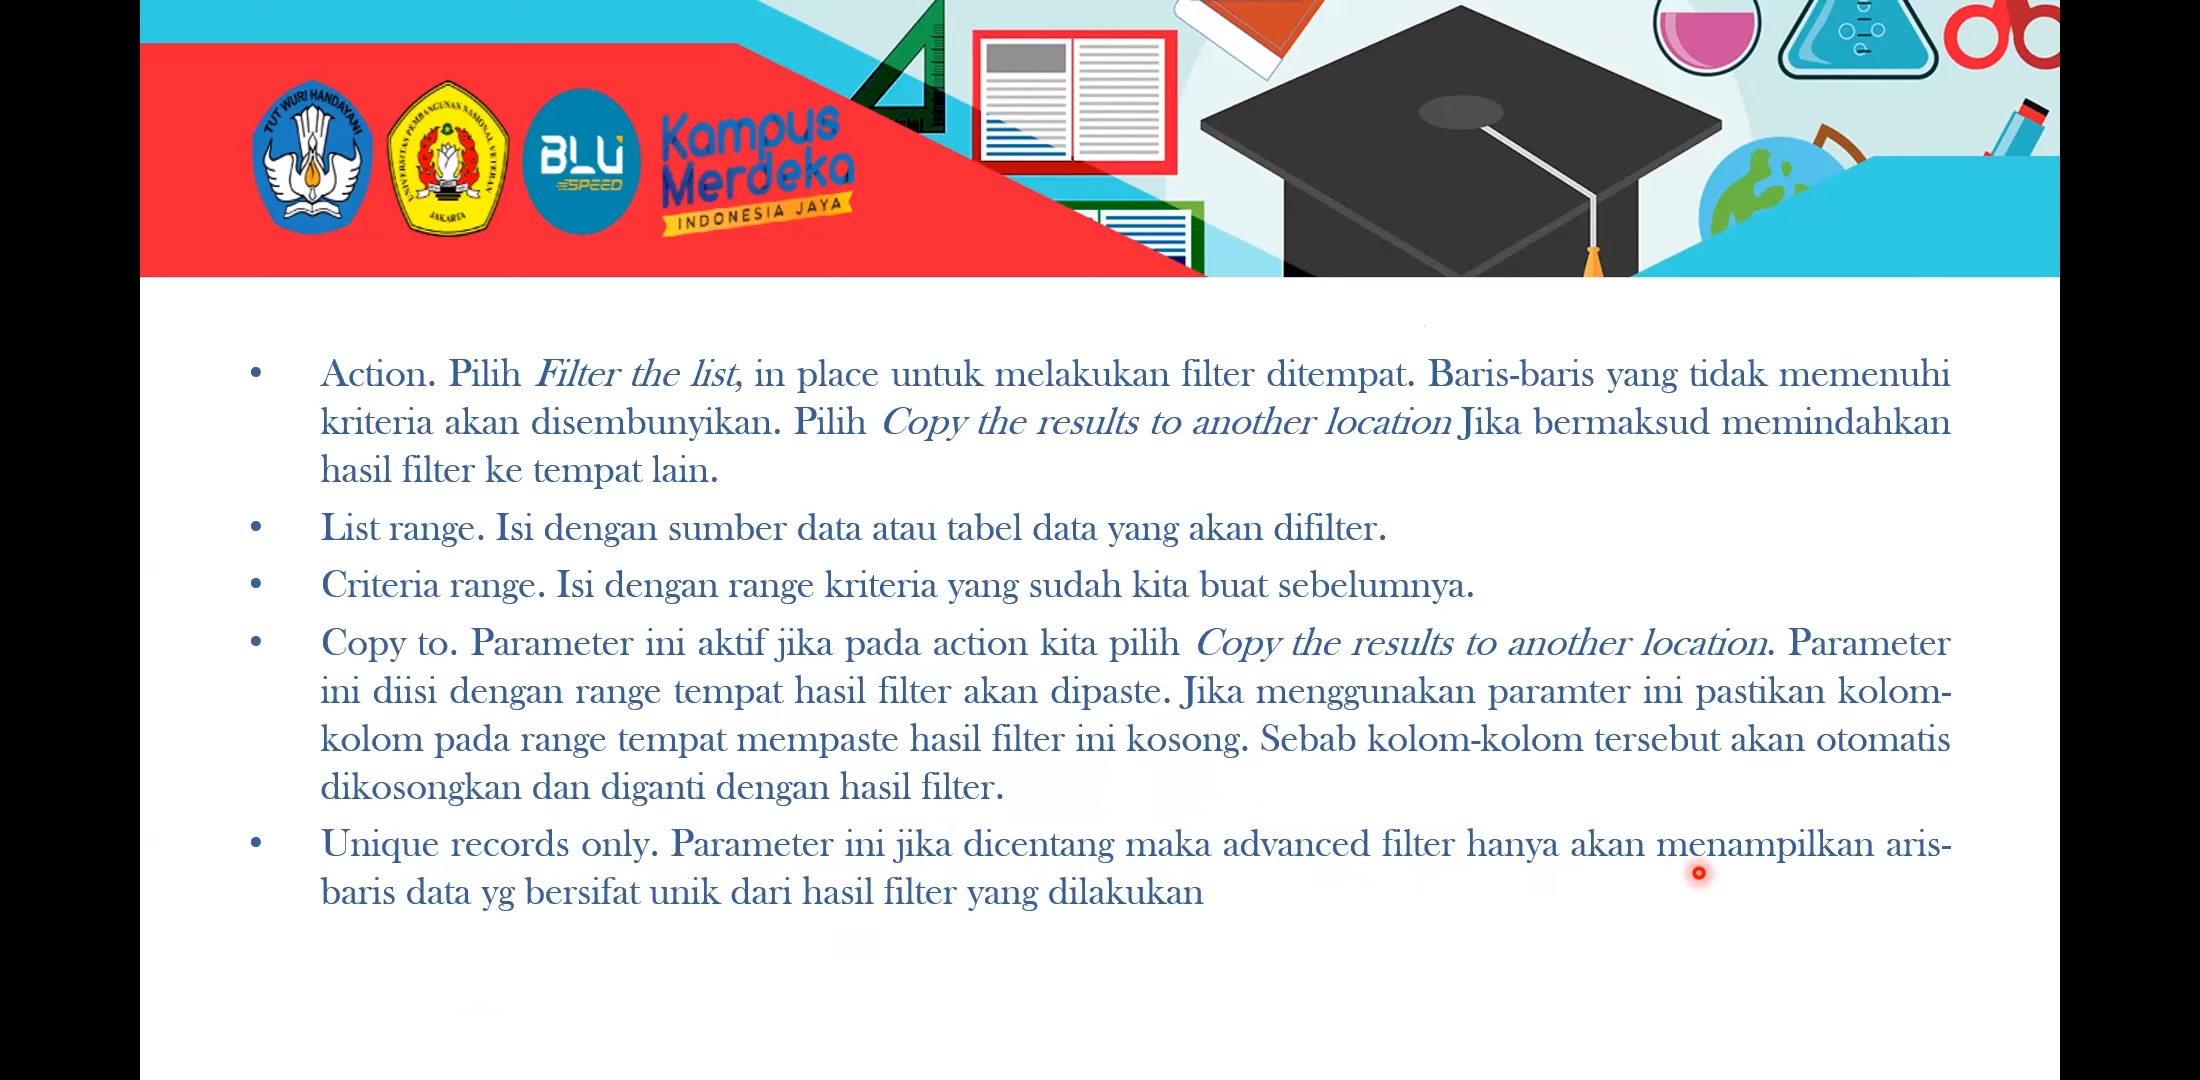 TUT WURI HANDAYANI
UNIVERSITAS PEMBANGUNAN NASIONAL VETERAN
JAKARTA
BLU
SPEED
Kampus
Merdeka
INDONESIA JAYA
• Action. Pilih Filter the list, in place untuk melakukan filter ditempat. Baris-baris yang tidak memenuhi
kriteria akan disembunyikan. Pilih Copy the results to another location Jika bermaksud memindahkan
hasil filter ke tempat lain.
• List range. Isi dengan sumber data atau tabel data yang akan difilter.
• Criteria range. Isi dengan range kriteria yang sudah kita buat sebelumnya.
• Copy to. Parameter ini aktif jika pada action kita pilih Copy the results to another location. Parameter
ini diisi dengan range tempat hasil filter akan dipaste. Jika menggunakan paramter ini pastikan kolom-
kolom pada range tempat mempaste hasil filter ini kosong. Sebab kolom-kolom tersebut akan otomatis
dikosongkan dan diganti dengan hasil filter.
• Unique records only. Parameter ini jika dicentang maka advanced filter hanya akan menampilkan aris-
baris data yg bersifat unik dari hasil filter yang dilakukan